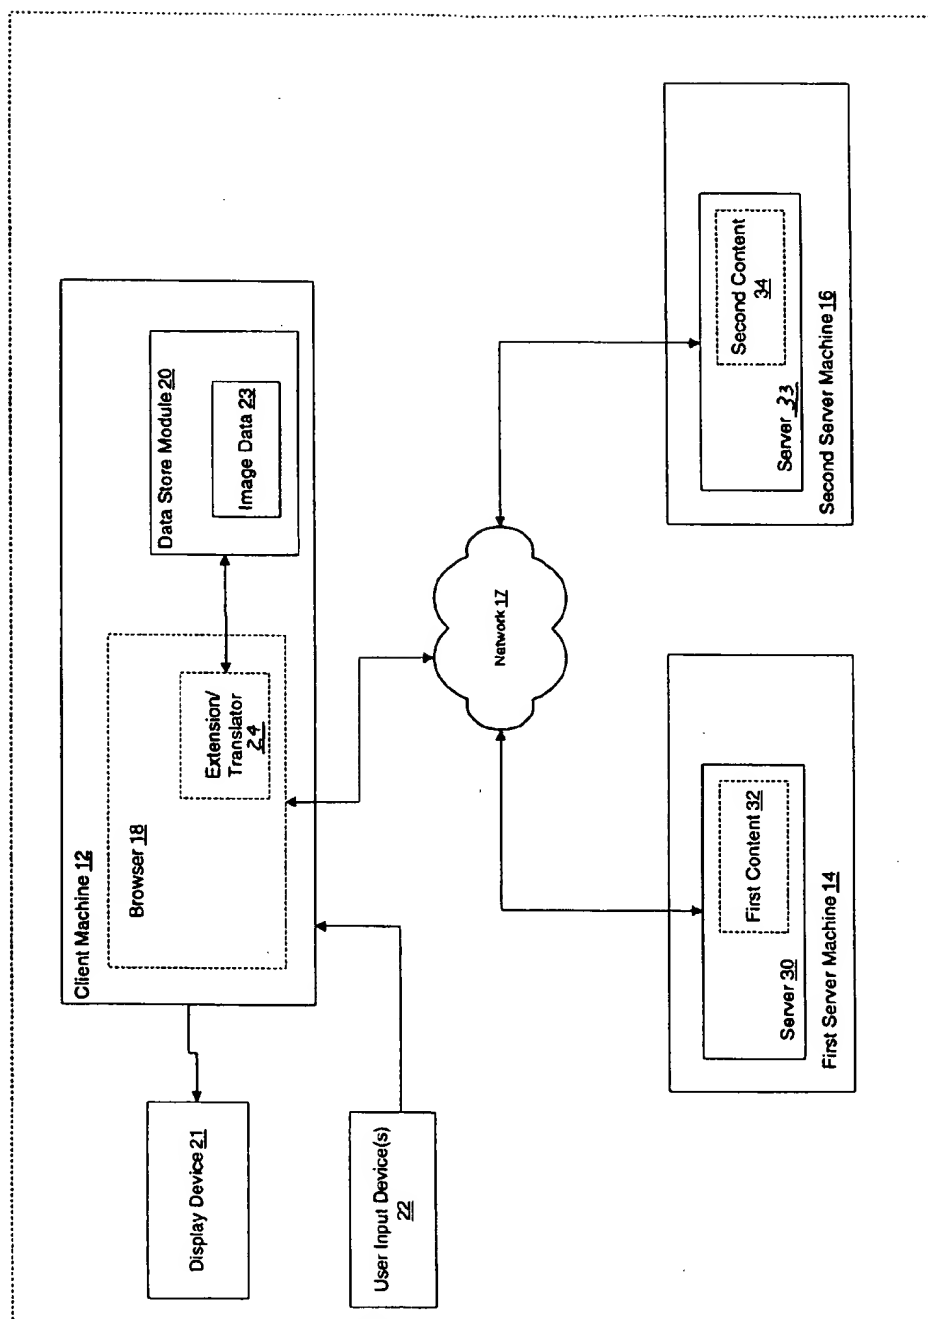 Client Machine 12
Browser 18
Extension/
Translator
24
Data Store Module 20
Image Data 23
Display Device 21
User Input Device(s)
22
Network 17
First Server Machine 14
Server 30
First Content 32
Second Server Machine 16
Server 33
Second Content
34